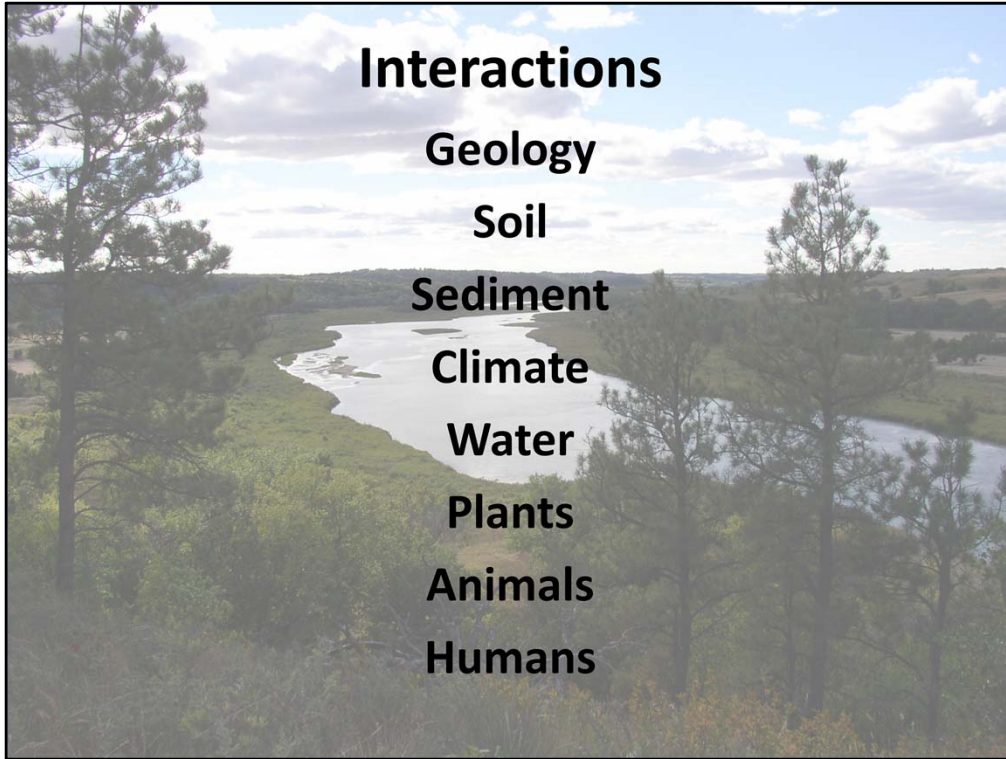 Interactions
Geology
Soil
Sediment
Climate
Water
Plants
Animals
Humans